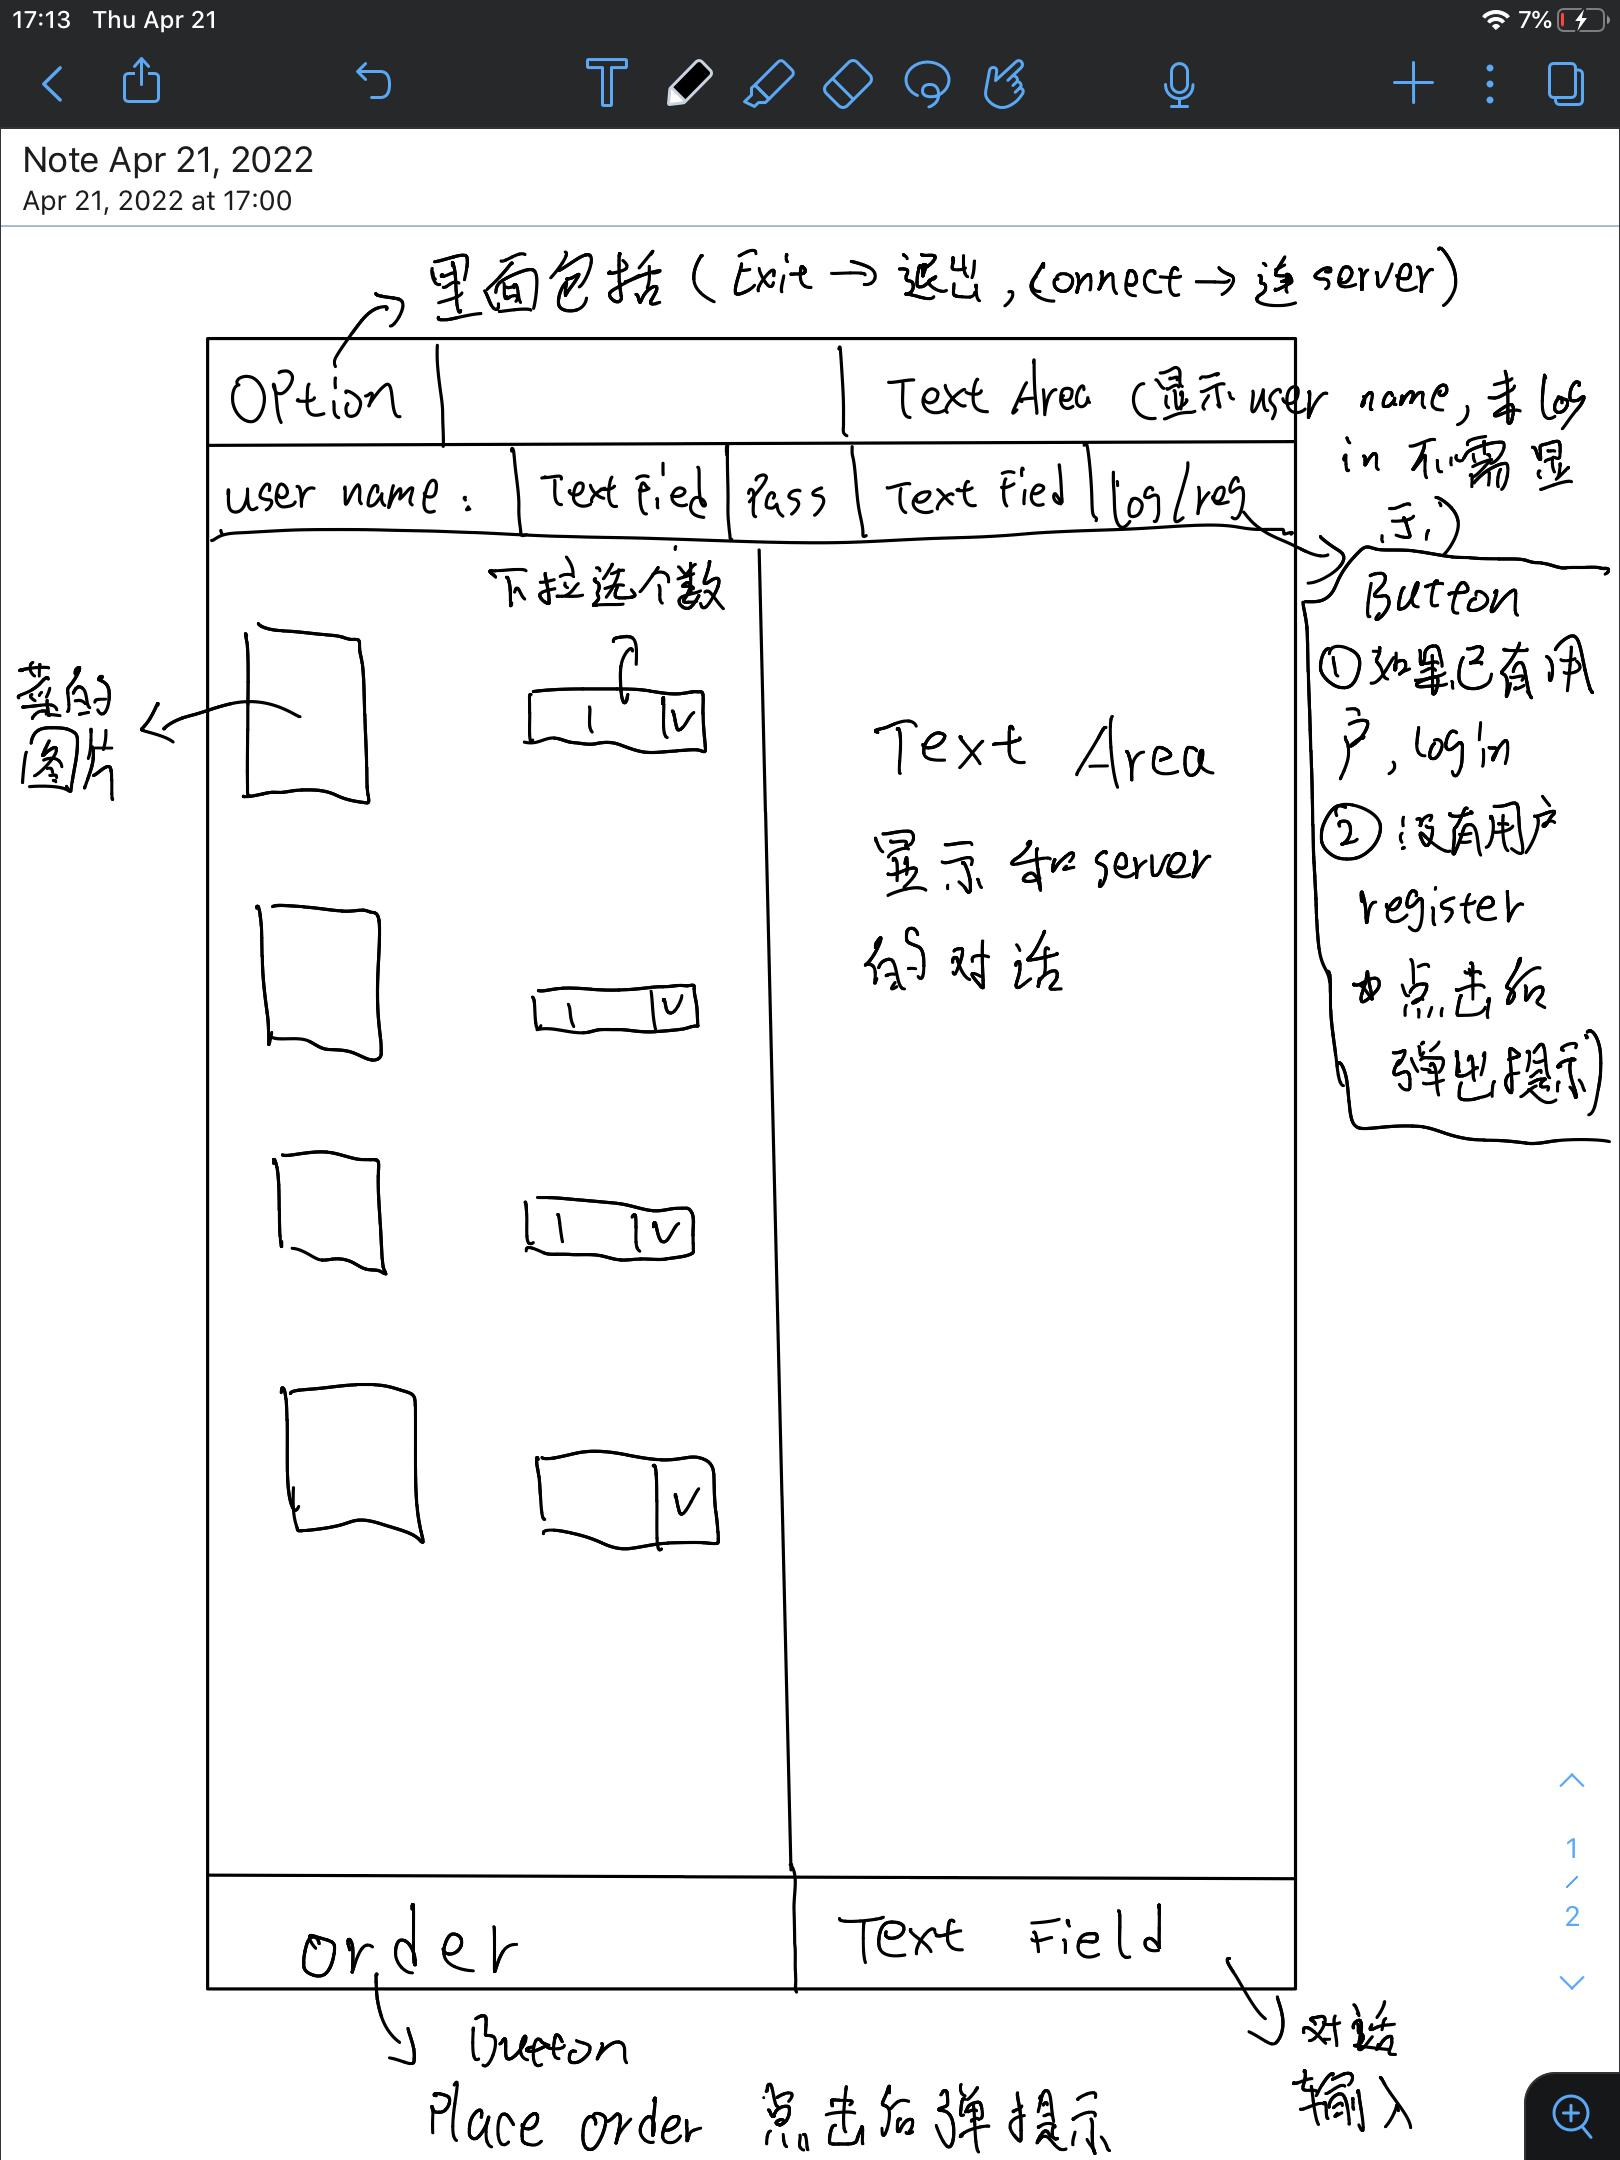 17:13 Thu Apr 21
7%
Note Apr 21, 2022
Apr 21, 2022 at 17:00
里面包括 (Exit → 退出, Connect → 连 server)
OPtion
Text Area (显示 user name, 未 log
in 不需显
示)
user name :
Text Fied
Pass
Text Fied
log/reg
下拉选个数
菜的
图片
1 V
1 V
1 V
V
Text Area
显示 和 server
的 对 话
Button
① 如果已有用
户, login
② 没有用户
register
点击后
弹出提示)
order
Text Field
Button
Place order 点击后弹提示
对话
输入
1
/
2